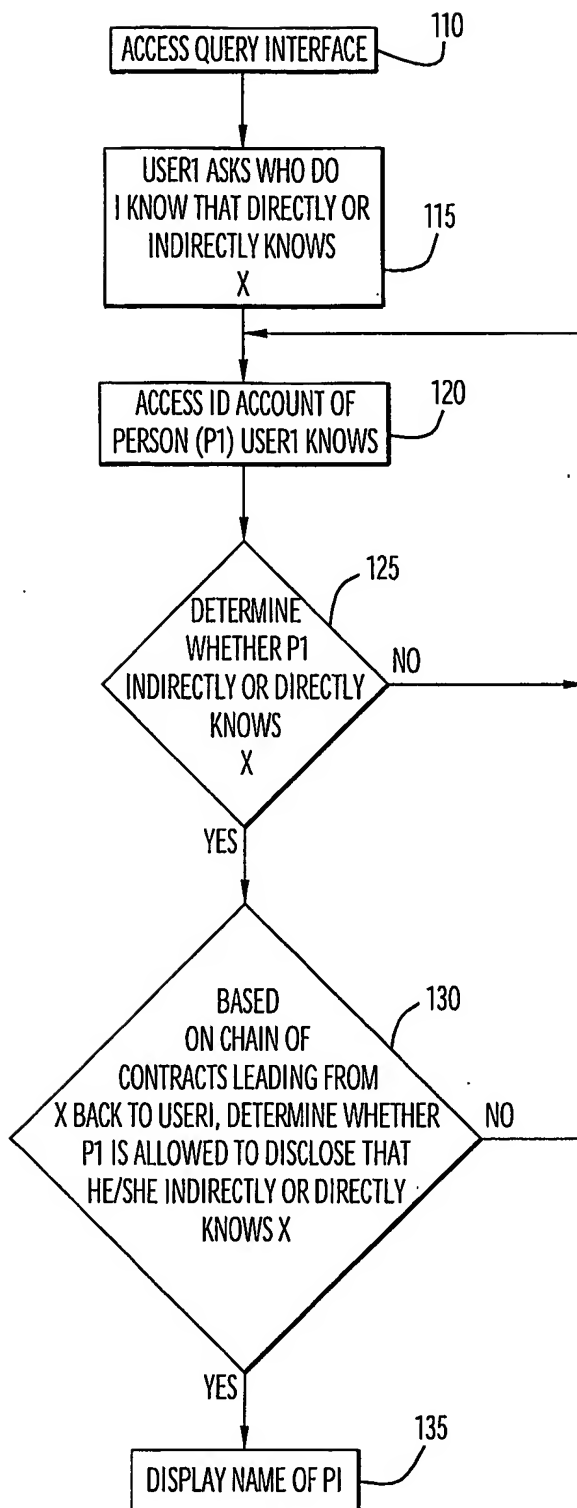 ACCESS QUERY INTERFACE
110
USER1 ASKS WHO DO
I KNOW THAT DIRECTLY OR
INDIRECTLY KNOWS
X
115
ACCESS ID ACCOUNT OF
PERSON (P1) USER1 KNOWS
120
DETERMINE
WHETHER P1
INDIRECTLY OR DIRECTLY
KNOWS
X
125
NO
YES
BASED
ON CHAIN OF
CONTRACTS LEADING FROM
X BACK TO USERI, DETERMINE WHETHER
P1 IS ALLOWED TO DISCLOSE THAT
HE/SHE INDIRECTLY OR DIRECTLY
KNOWS X
130
NO
YES
DISPLAY NAME OF PI
135